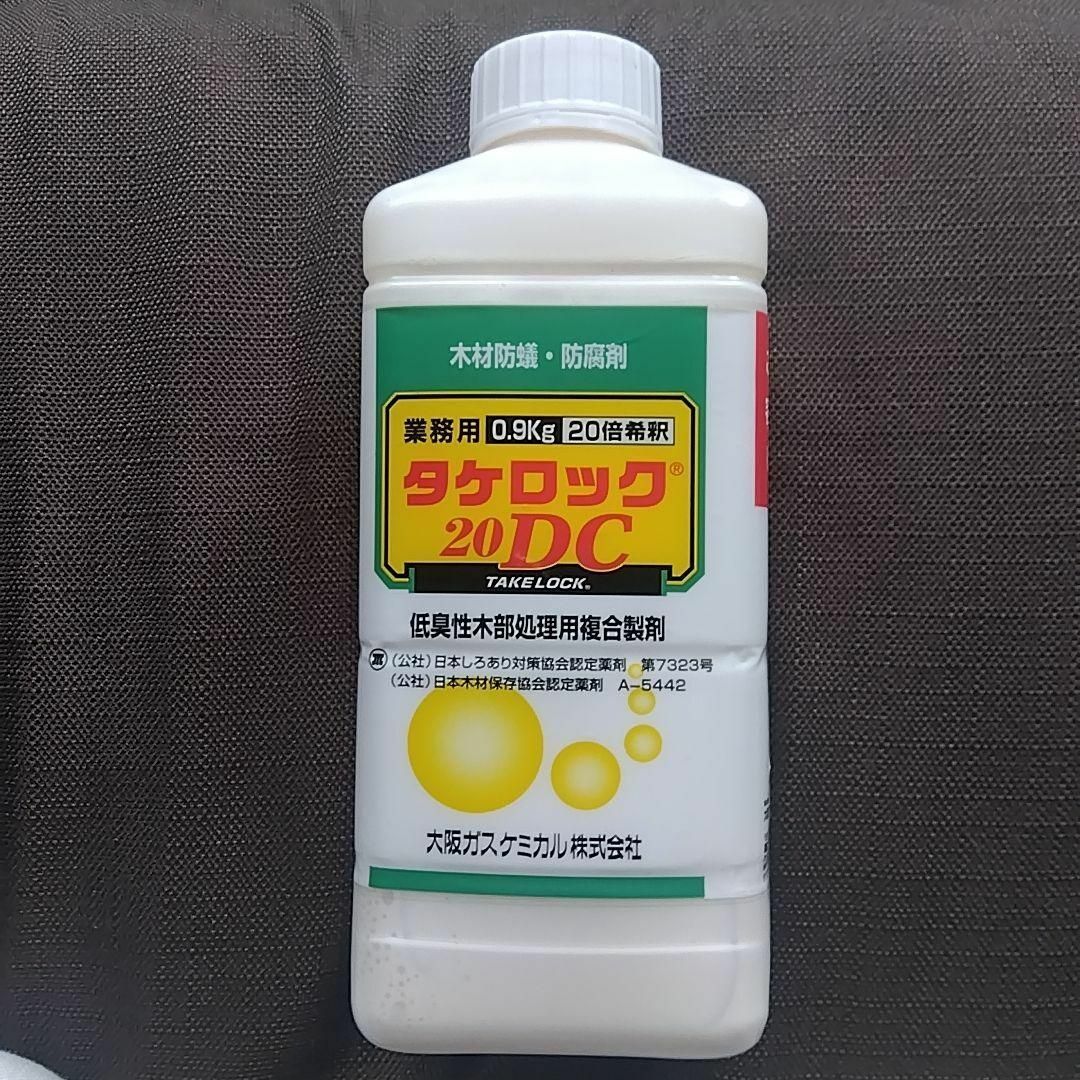 木材防蟻・防腐剤
業務用 0.9Kg 20倍希釈
タケロック®
20DC
TAKELOCK®
低臭性木部処理用複合製剤
(公社)日本しろあり対策協会認定薬剤 第7323号
(公社)日本木材保存協会認定薬剤 A-5442
大阪ガスケミカル株式会社